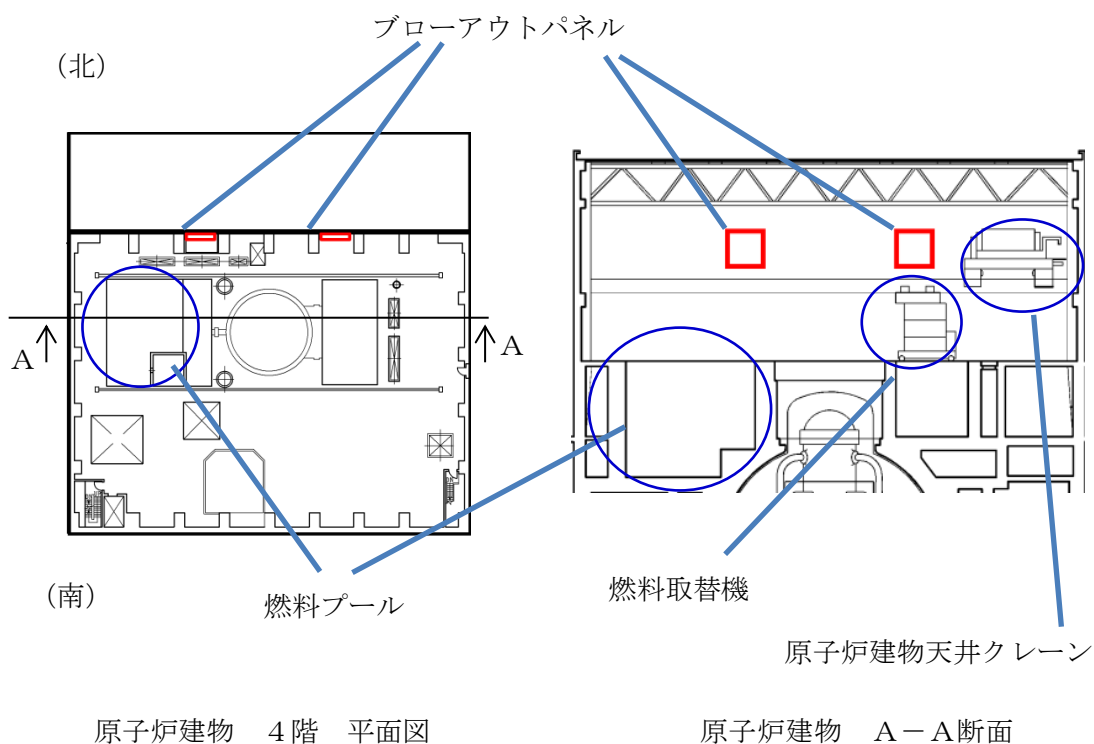 ブローアウトパネル
(北)
A
A
(南)
燃料プール
燃料取替機
原子炉建物天井クレーン
原子炉建物　4階　平面図
原子炉建物　A－A断面